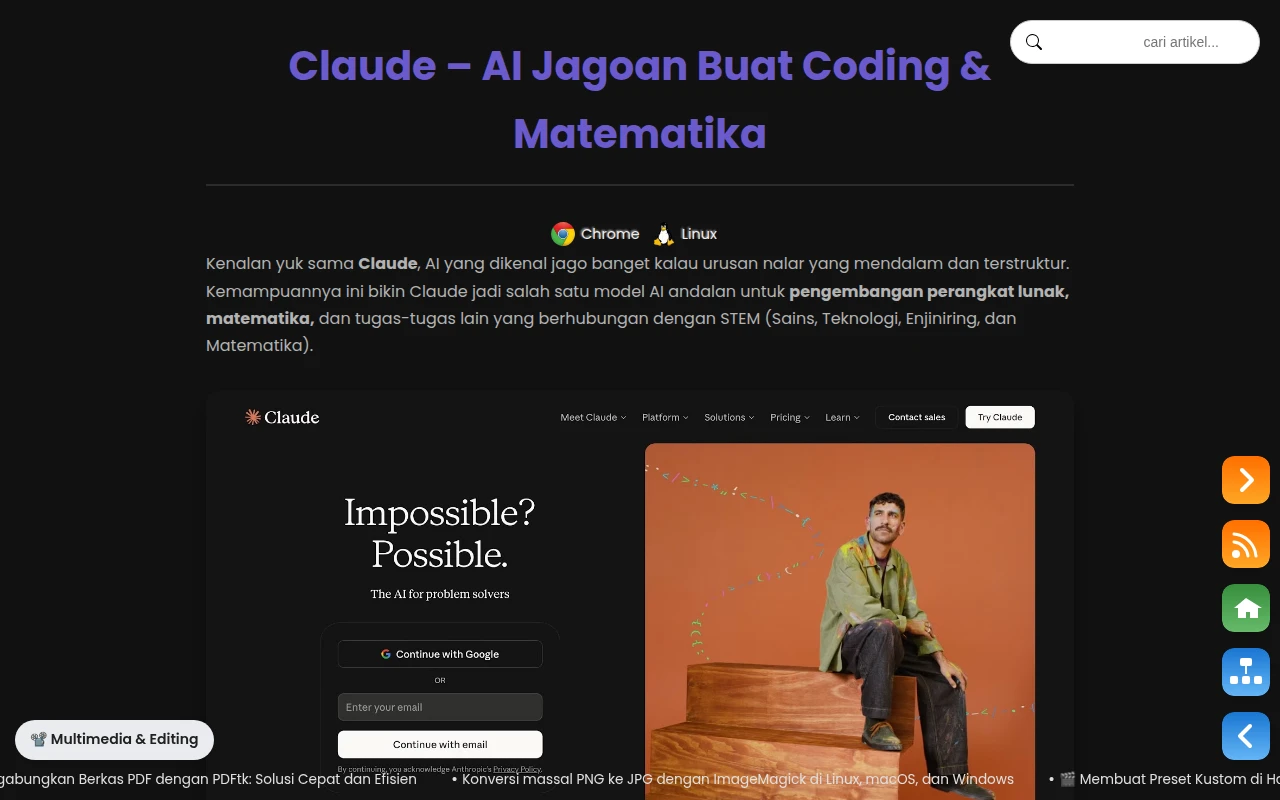 cari artikel...
Claude – AI Jagoan Buat Coding &
Matematika
Chrome Linux
Kenalan yuk sama Claude, AI yang dikenal jago banget kalau urusan nalar yang mendalam dan terstruktur.
Kemampuannya ini bikin Claude jadi salah satu model AI andalan untuk pengembangan perangkat lunak,
matematika, dan tugas-tugas lain yang berhubungan dengan STEM (Sains, Teknologi, Enjiniring, dan
Matematika).
Claude Meet Claude Platform Solutions Pricing Learn Contact sales Try Claude
Impossible?
Possible.
The AI for problem solvers
Continue with Google
OR
Enter your email
Continue with email
By continuing, you acknowledge Anthropic's Privacy Policy.
Multimedia & Editing
gabungkan Berkas PDF dengan PDFtk: Solusi Cepat dan Efisien • Konversi massal PNG ke JPG dengan ImageMagick di Linux, macOS, dan Windows • Membuat Preset Kustom di